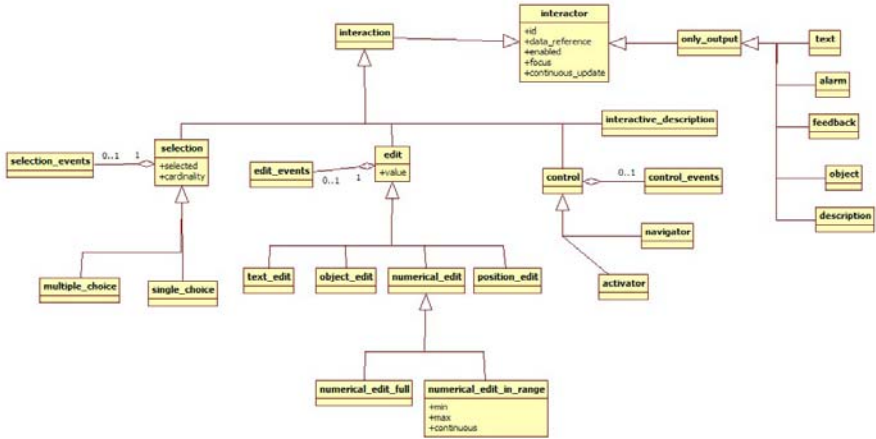 interactor
+id
+data_reference
+enabled
+focus
+continuous_update
interaction
only_output
text
alarm
feedback
object
description
interactive_description
selection
+selected
+cardinality
selection_events
0..1
1
edit
+value
edit_events
0..1
1
control
0..1
control_events
navigator
activator
multiple_choice
single_choice
text_edit
object_edit
numerical_edit
position_edit
numerical_edit_full
numerical_edit_in_range
+min
+max
+continuous